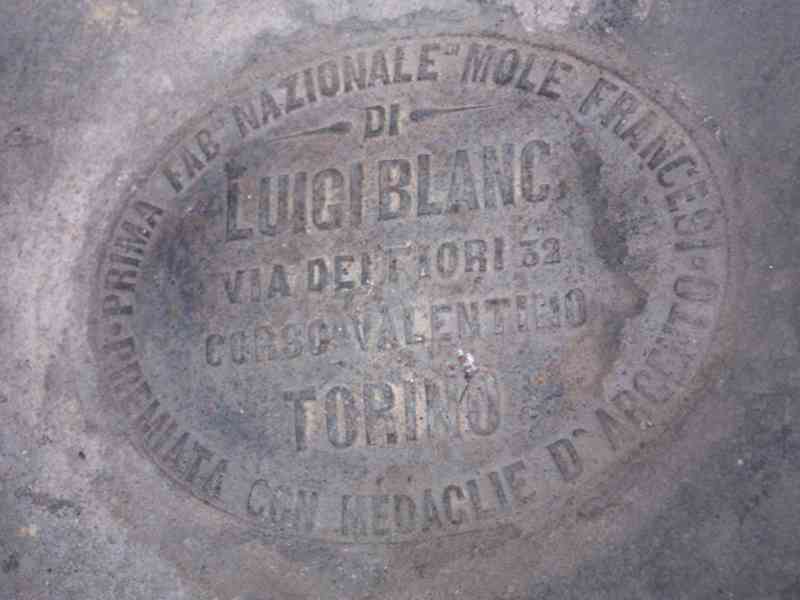 PRIMA FAB NAZIONALE "MOLE FRANCESI"
DI
LUIGI BLANC
VIA DEI FIORI 32
CORSO VALENTINO
TORINO
PREMIATA CON MEDAGLIE D'ARGENTO